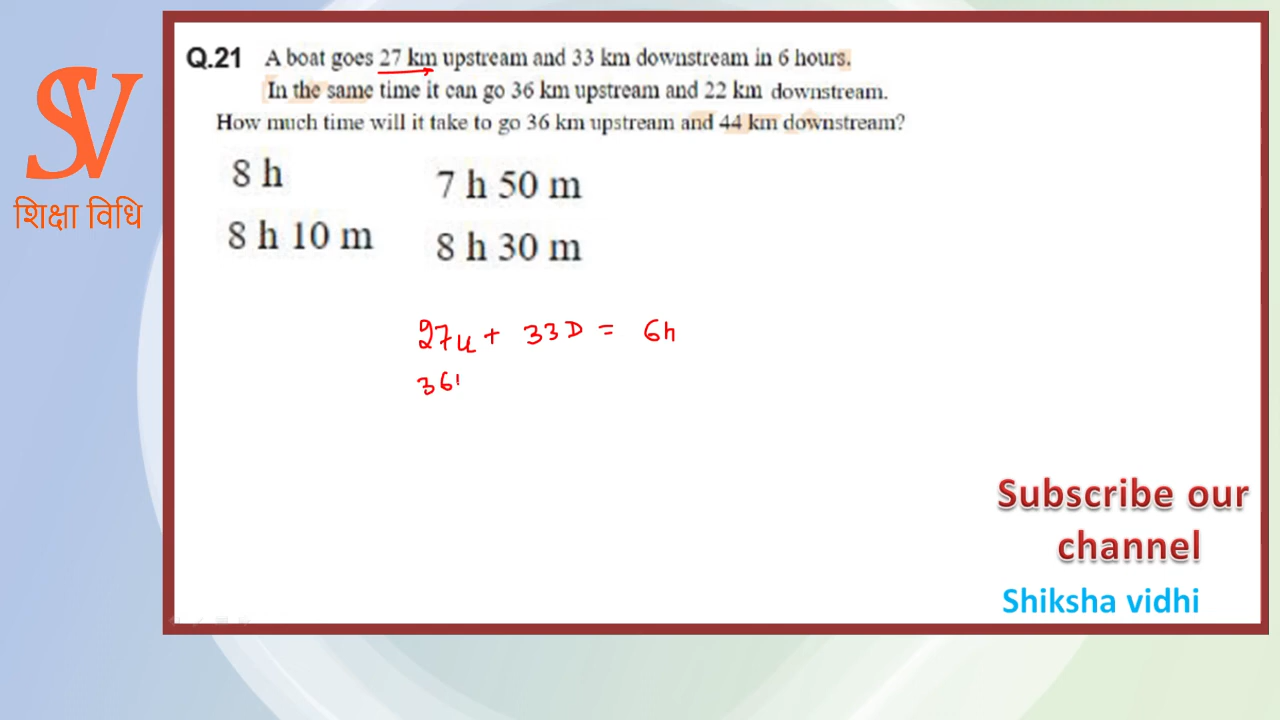 SV
शिक्षा विधि
Q.21 A boat goes 27 km upstream and 33 km downstream in 6 hours.
In the same time it can go 36 km upstream and 22 km downstream.
How much time will it take to go 36 km upstream and 44 km downstream?
8 h 7 h 50 m
8 h 10 m 8 h 30 m
27u + 33D = 6h
36
Subscribe our
channel
Shiksha vidhi